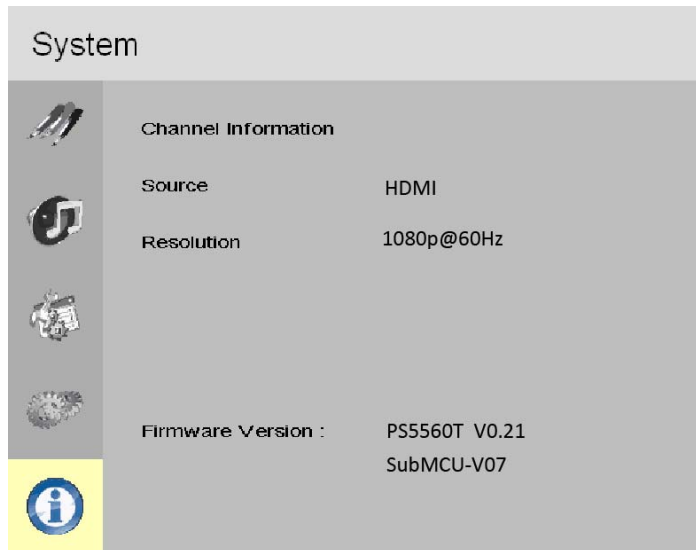 System
Channel Information
Source HDMI
Resolution 1080p@60Hz
Firmware Version : PS5560T V0.21
SubMCU-V07